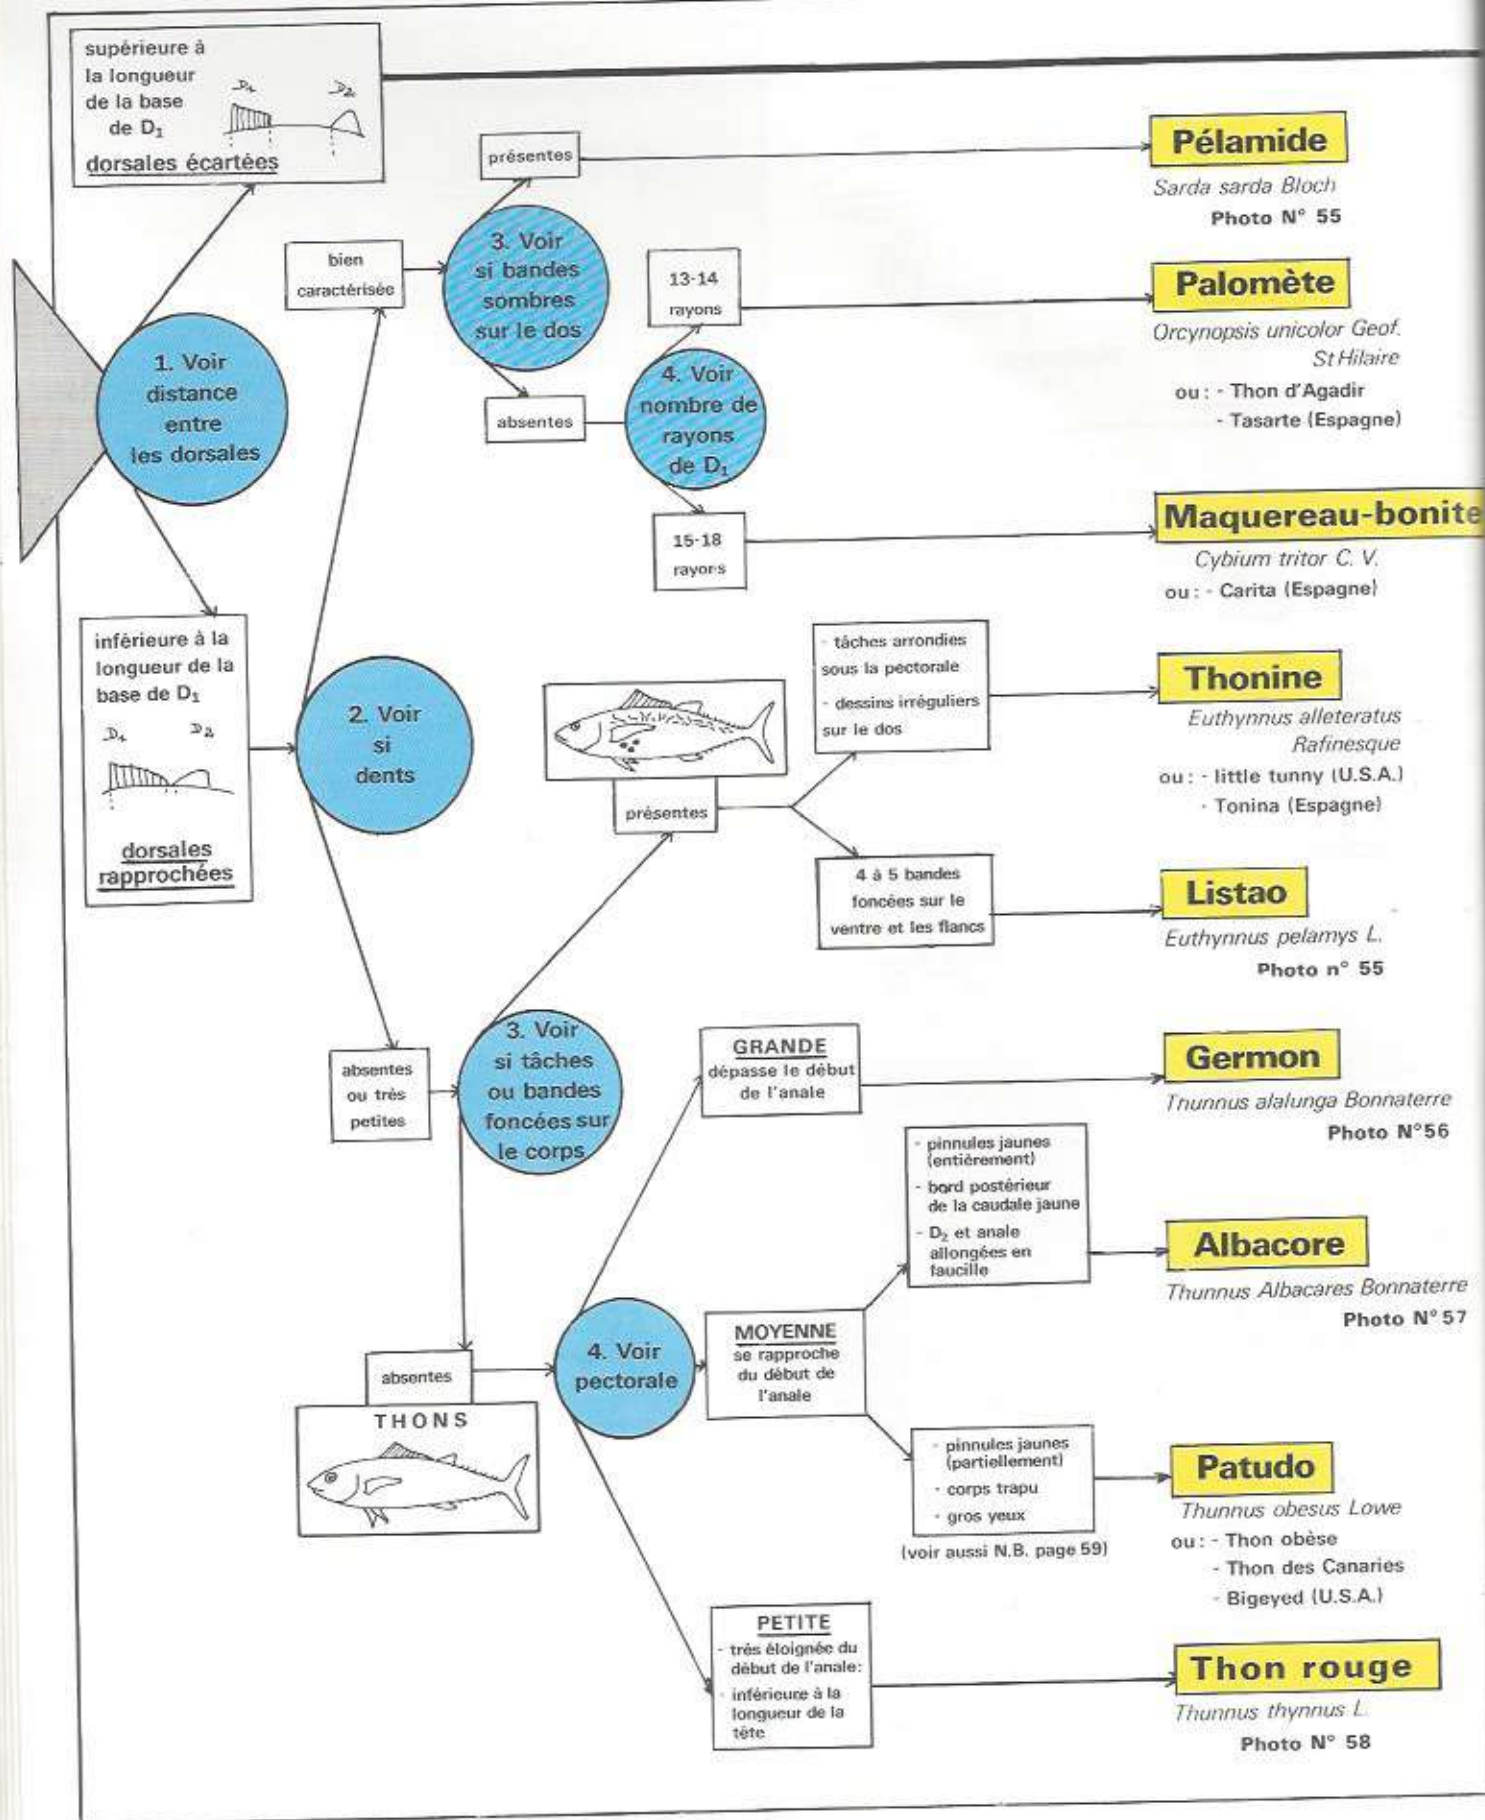 supérieure à
la longueur
de la base
de D₁
D₁ D₂
dorsales écartées
présentes
Pélamide
Sarda sarda Bloch
Photo N° 55
bien
caractérisée
3. Voir
si bandes
sombres
sur le dos
13-14
rayons
Palomète
Orcynopsis unicolor Geof.
St Hilaire
ou : - Thon d'Agadir
- Tasarte (Espagne)
1. Voir
distance
entre
les dorsales
absentes
4. Voir
nombre de
rayons
de D₁
15-18
rayons
Maquereau-bonite
Cybium tritor C. V.
ou : - Carita (Espagne)
inférieure à la
longueur de la
base de D₁
D₁ D₂
dorsales
rapprochées
2. Voir
si
dents
présentes
- tâches arrondies
sous la pectorale
- dessins irréguliers
sur le dos
Thonine
Euthynnus alleteratus
Rafinesque
ou : - little tunny (U.S.A.)
- Tonina (Espagne)
4 à 5 bandes
foncées sur le
ventre et les flancs
Listao
Euthynnus pelamys L.
Photo n° 55
absentes
ou très
petites
3. Voir
si tâches
ou bandes
foncées sur
le corps
GRANDE
dépasse le début
de l'anale
Germon
Thunnus alalunga Bonnaterre
Photo N°56
- pinnules jaunes
(entièrement)
- bord postérieur
de la caudale jaune
- D₂ et anale
allongées en
faucille
Albacore
Thunnus Albacares Bonnaterre
Photo N° 57
absentes
THONS
4. Voir
pectorale
MOYENNE
se rapproche
du début de
l'anale
- pinnules jaunes
(partiellement)
- corps trapu
- gros yeux
(voir aussi N.B. page 59)
Patudo
Thunnus obesus Lowe
ou : - Thon obèse
- Thon des Canaries
- Bigeyed (U.S.A.)
PETITE
- très éloignée du
début de l'anale:
- inférieure à la
longueur de la
tête
Thon rouge
Thunnus thynnus L.
Photo N° 58